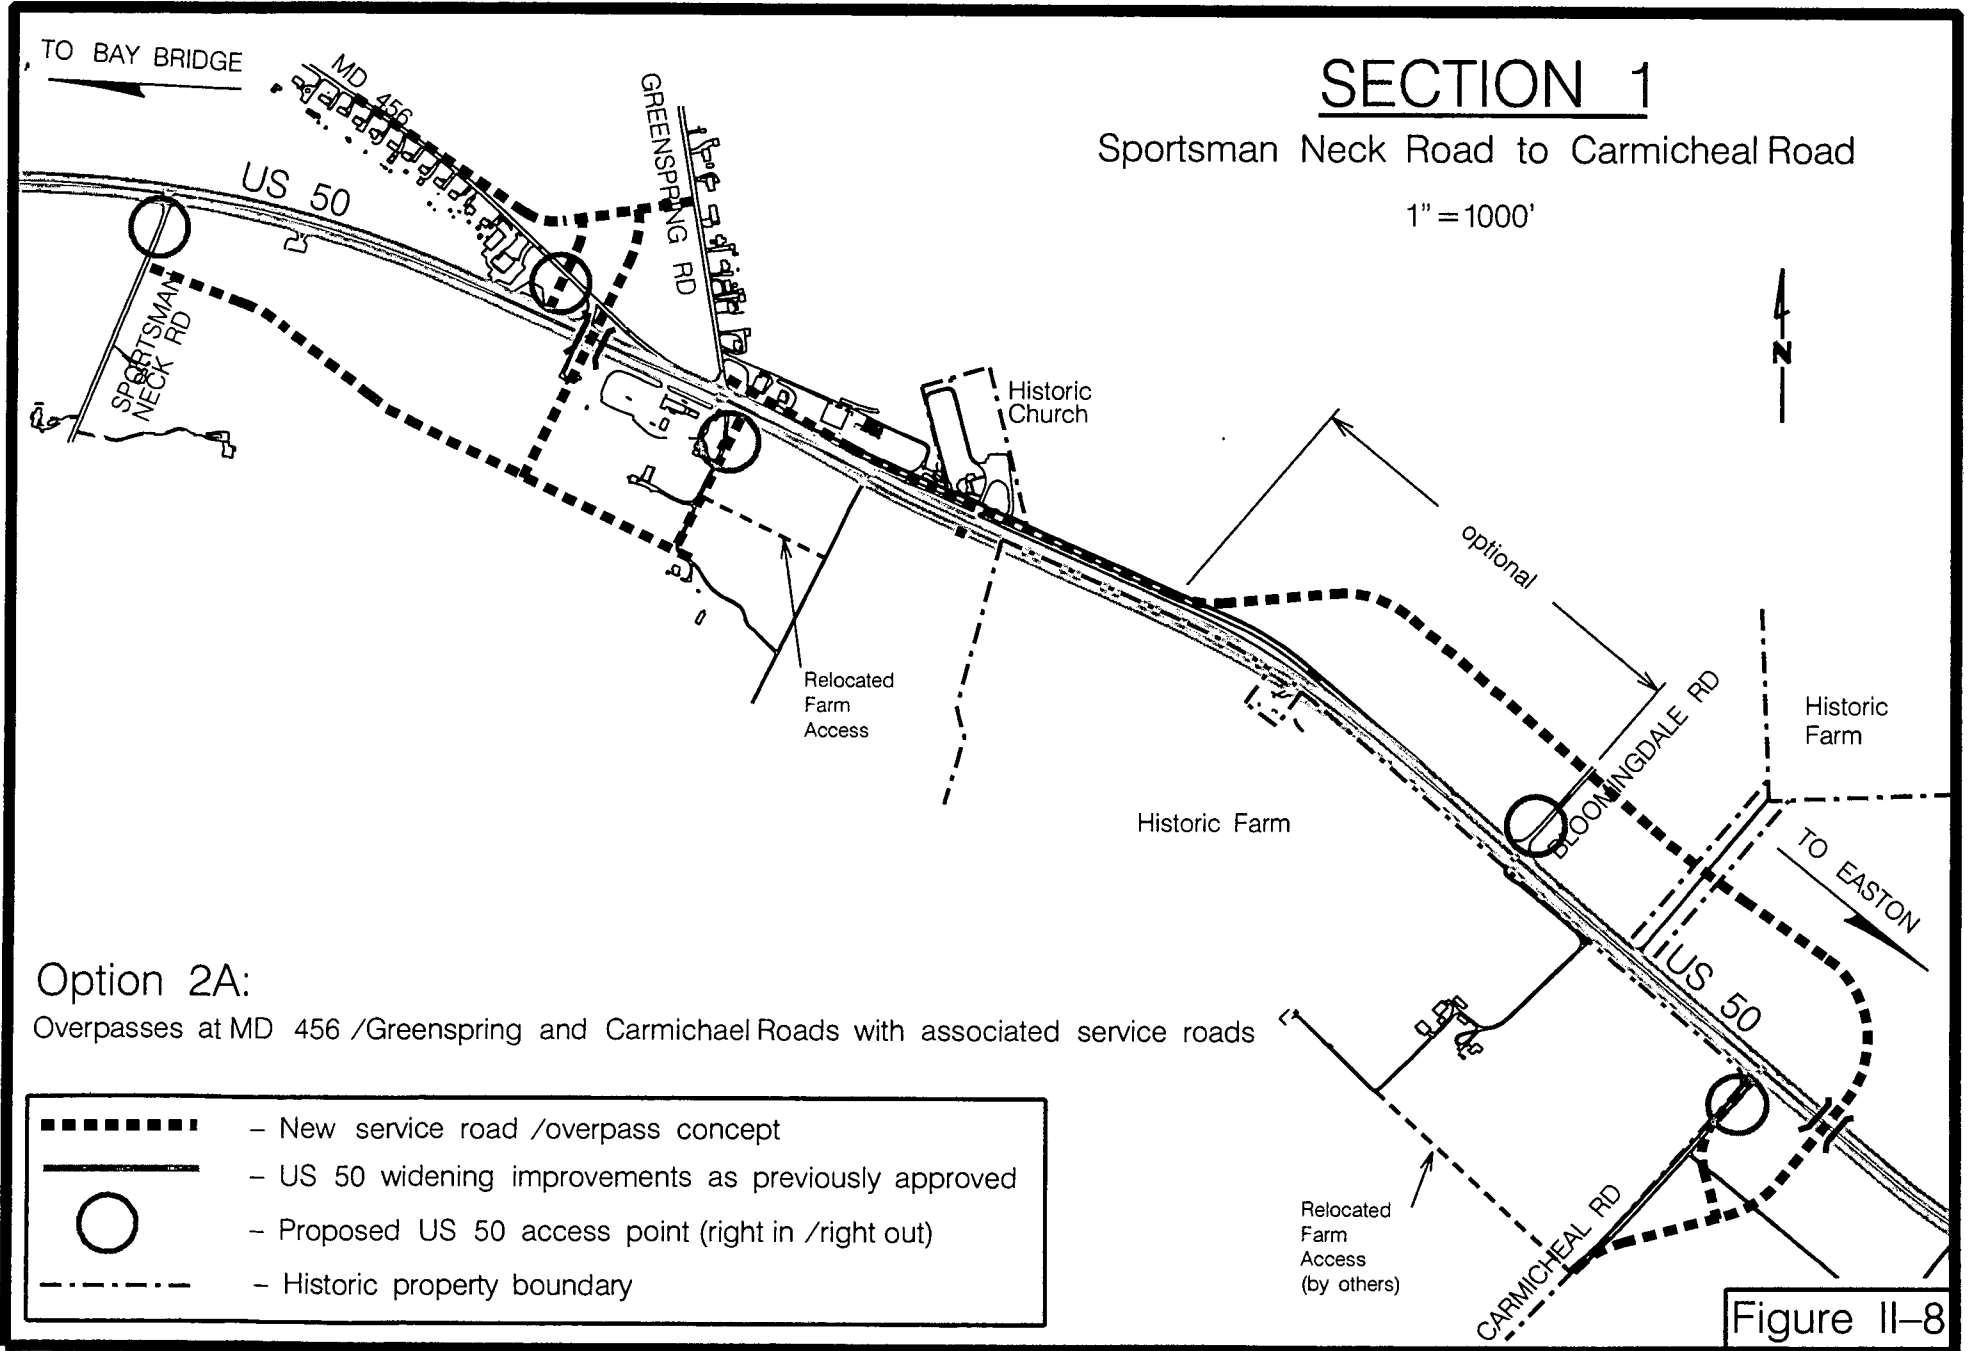 TO BAY BRIDGE
MD 456
GREENSPRING RD
SECTION 1
Sportsman Neck Road to Carmicheal Road
1"=1000'
US 50
N
SPORTSMAN
NECK RD
Historic
Church
optional
Relocated
Farm
Access
BLOOMINGDALE RD
Historic
Farm
Historic Farm
TO EASTON
US 50
Option 2A:
Overpasses at MD 456 /Greenspring and Carmichael Roads with associated service roads
- New service road /overpass concept
- US 50 widening improvements as previously approved
- Proposed US 50 access point (right in /right out)
- Historic property boundary
Relocated
Farm
Access
(by others)
CARMICHEAL RD
Figure II-8